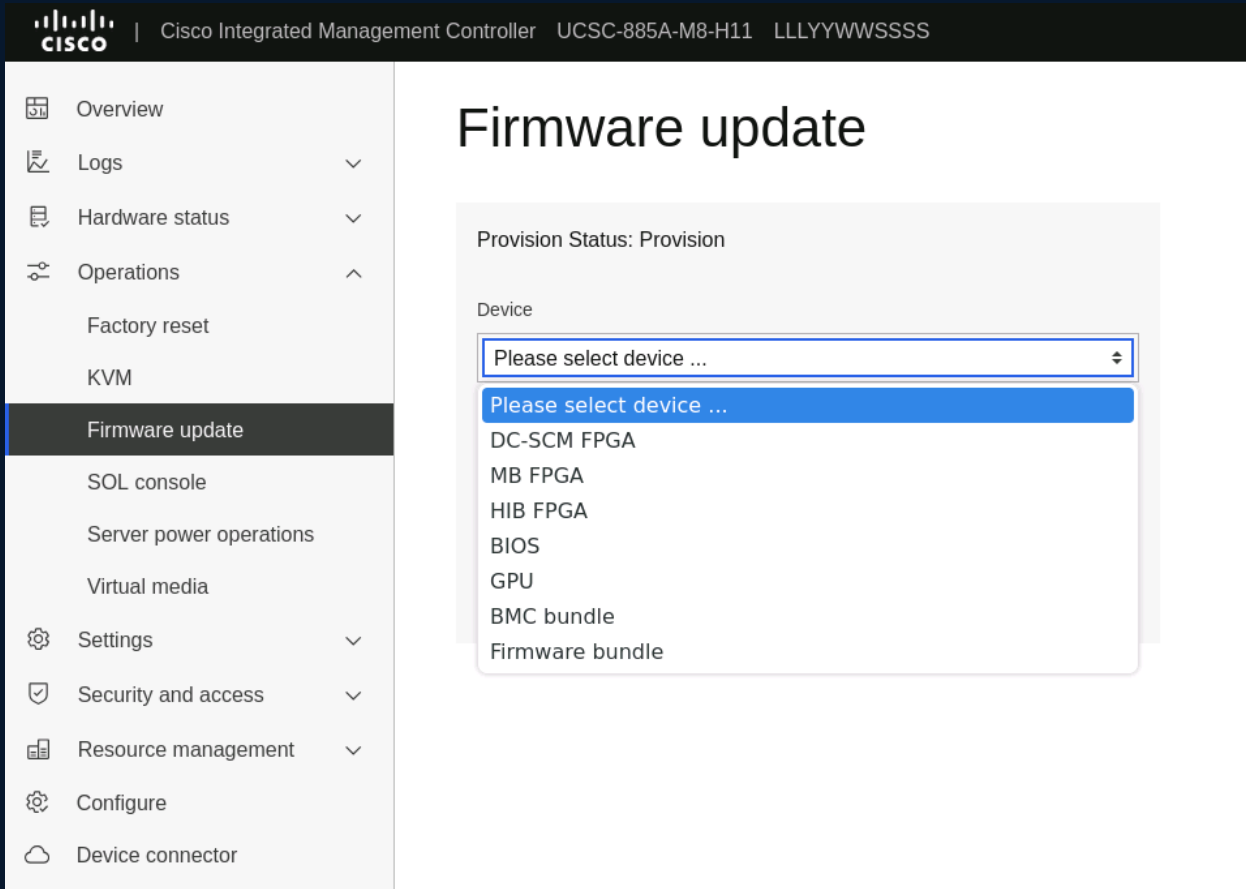 CISCO | Cisco Integrated Management Controller UCSC-885A-M8-H11 LLLYYWWSSSS
Overview
Logs
Hardware status
Operations
Factory reset
KVM
Firmware update
SOL console
Server power operations
Virtual media
Settings
Security and access
Resource management
Configure
Device connector
Firmware update
Provision Status: Provision
Device
Please select device ...
Please select device ...
DC-SCM FPGA
MB FPGA
HIB FPGA
BIOS
GPU
BMC bundle
Firmware bundle